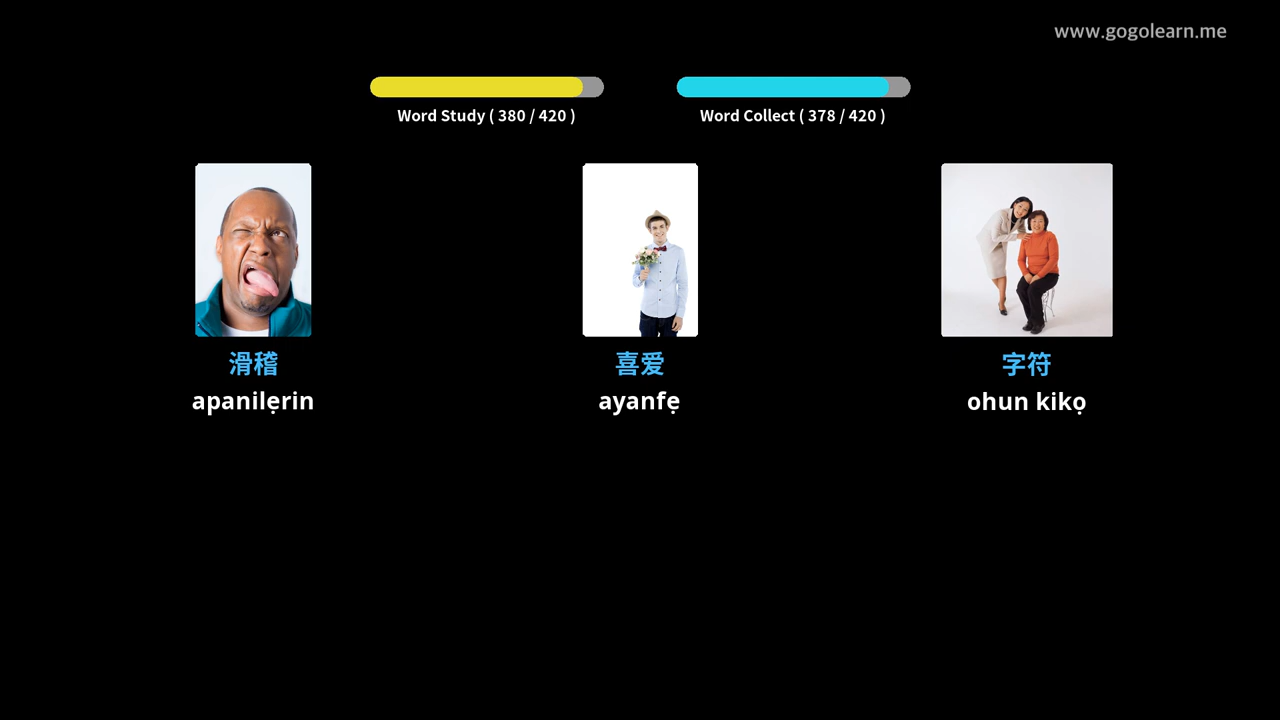 www.gogolearn.me
Word Study ( 380 / 420 )
Word Collect ( 378 / 420 )
滑稽
喜爱
字符
apanilẹrin
ayanfẹ
ohun kikọ